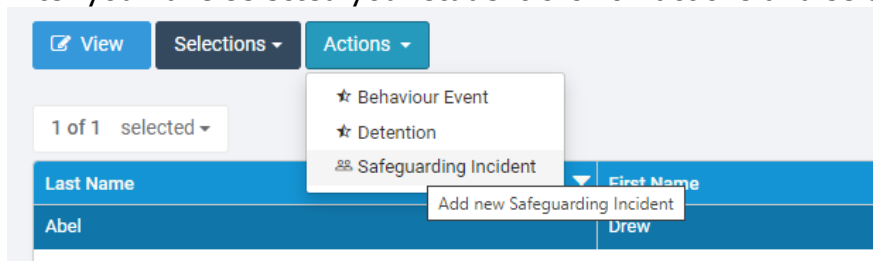 View Selections Actions
Behaviour Event
1 of 1 selected
Detention
Safeguarding Incident
Last Name First Name
Add new Safeguarding Incident
Abel Drew